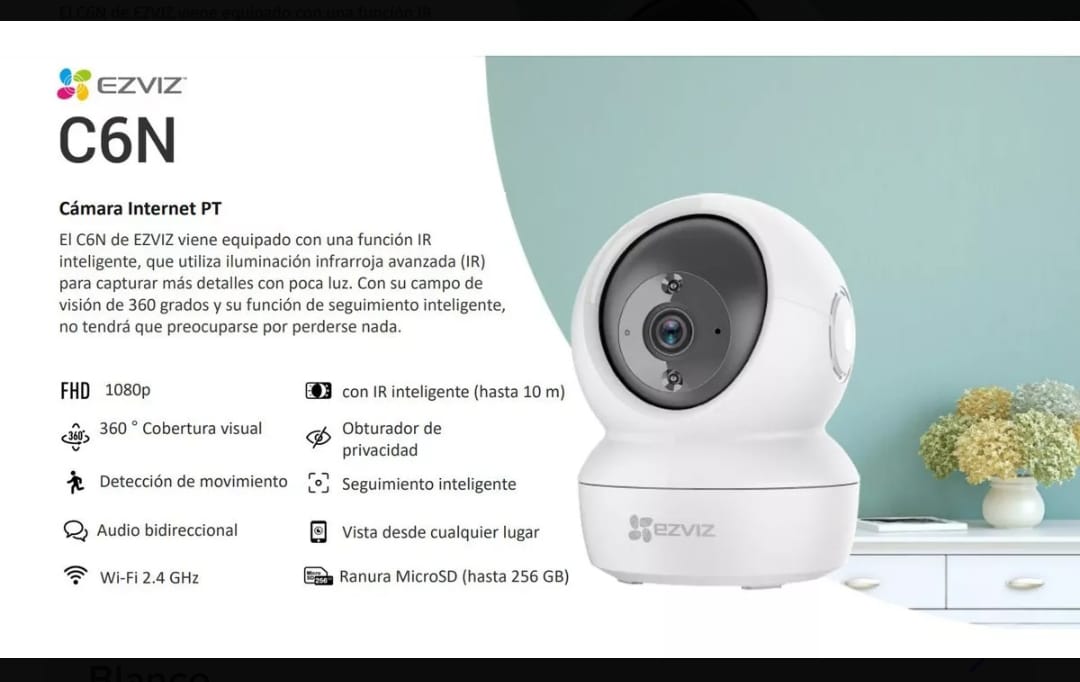 El C6N de EZVIZ viene equipado con una función IR
EZVIZ
C6N
Cámara Internet PT
El C6N de EZVIZ viene equipado con una función IR
inteligente, que utiliza iluminación infrarroja avanzada (IR)
para capturar más detalles con poca luz. Con su campo de
visión de 360 grados y su función de seguimiento inteligente,
no tendrá que preocuparse por perderse nada.
FHD 1080p
con IR inteligente (hasta 10 m)
360 ° Cobertura visual
Obturador de
privacidad
Detección de movimiento
Seguimiento inteligente
Audio bidireccional
Vista desde cualquier lugar
Wi-Fi 2.4 GHz
Ranura MicroSD (hasta 256 GB)
ezviz
Blanco